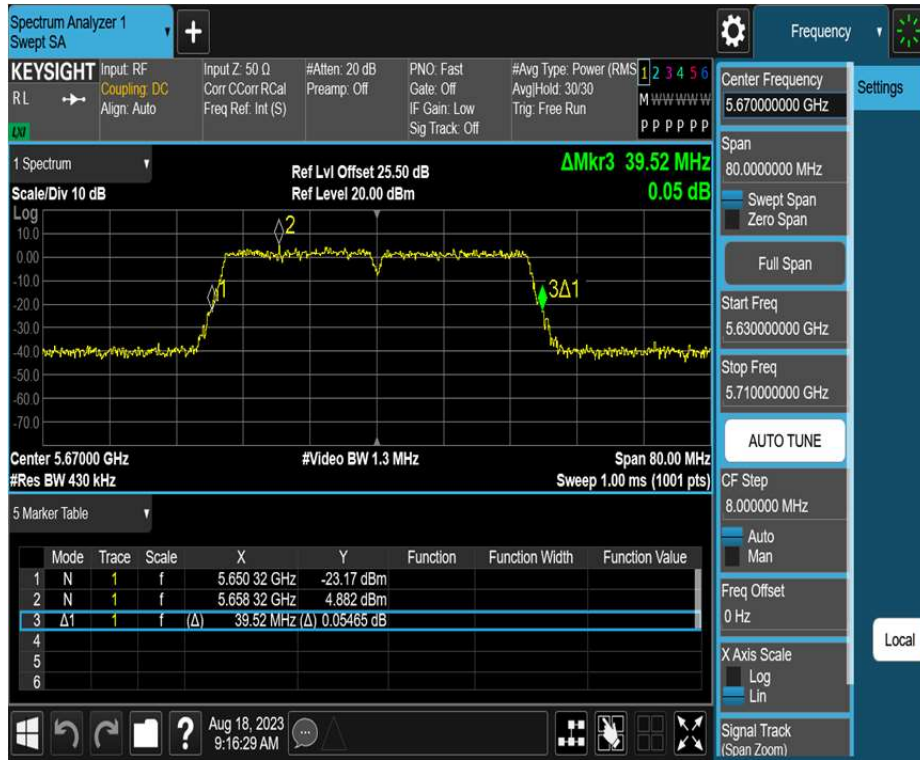 Spectrum Analyzer 1
Swept SA
Frequency
KEYSIGHT
RL
LXI
Input: RF
Coupling: DC
Align: Auto
Input Z: 50 Ω
Corr CCorr RCal
Freq Ref: Int (S)
#Atten: 20 dB
Preamp: Off
PNO: Fast
Gate: Off
IF Gain: Low
Sig Track: Off
#Avg Type: Power (RMS
Avg|Hold: 30/30
Trig: Free Run
1 2 3 4 5 6
M W W W W W
P P P P P P
1 Spectrum
Scale/Div 10 dB
Ref Lvl Offset 25.50 dB
Ref Level 20.00 dBm
ΔMkr3 39.52 MHz
0.05 dB
Log
10.0
0.00
-10.0
-20.0
-30.0
-40.0
-50.0
-60.0
-70.0
2
1
3Δ1
Center 5.67000 GHz
#Video BW 1.3 MHz
Span 80.00 MHz
#Res BW 430 kHz
Sweep 1.00 ms (1001 pts)
5 Marker Table
Mode Trace Scale X Y Function Function Width Function Value
1 N 1 f 5.650 32 GHz -23.17 dBm
2 N 1 f 5.658 32 GHz 4.882 dBm
3 Δ1 1 f (Δ) 39.52 MHz (Δ) 0.05465 dB
4
5
6
Aug 18, 2023
9:16:29 AM
Center Frequency
5.670000000 GHz
Settings
Span
80.0000000 MHz
Swept Span
Zero Span
Full Span
Start Freq
5.630000000 GHz
Stop Freq
5.710000000 GHz
AUTO TUNE
CF Step
8.000000 MHz
Auto
Man
Freq Offset
0 Hz
Local
X Axis Scale
Log
Lin
Signal Track
(Span Zoom)